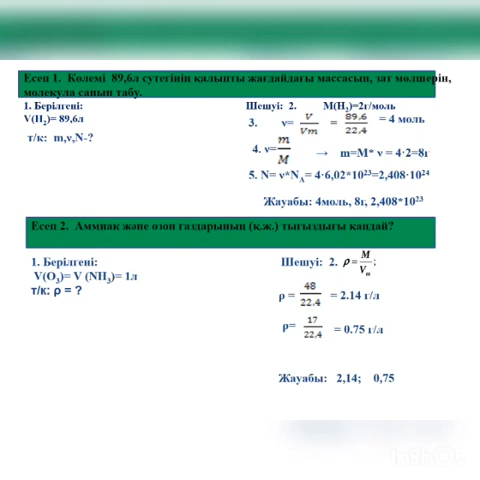 Есеп 1. Көлемі 89,6л сутегінің қалыпты жағдайдағы массасын, зат мөлшерін,
молекула санын табу.
1. Берілгені:
V(H₂)= 89,6л
т/к: m,ν,N-?
Шешуі: 2. M(H₂)=2г/моль
3. ν= V/Vm = 89.6/22.4 = 4 моль
4. ν= m/M → m=M* ν = 4·2=8г
5. N= ν*N_A= 4·6,02*10²³=2,408·10²⁴
Жауабы: 4моль, 8г, 2,408*10²³
Есеп 2. Аммиак және озон газдарының (қ.ж.) тығыздығы қандай?
1. Берілгені:
V(O₃)= V (NH₃)= 1л
т/к: ρ = ?
Шешуі: 2. ρ = M/Vₘ;
ρ = 48/22.4 = 2.14 г/л
ρ= 17/22.4 = 0.75 г/л
Жауабы: 2,14; 0,75
InShOt